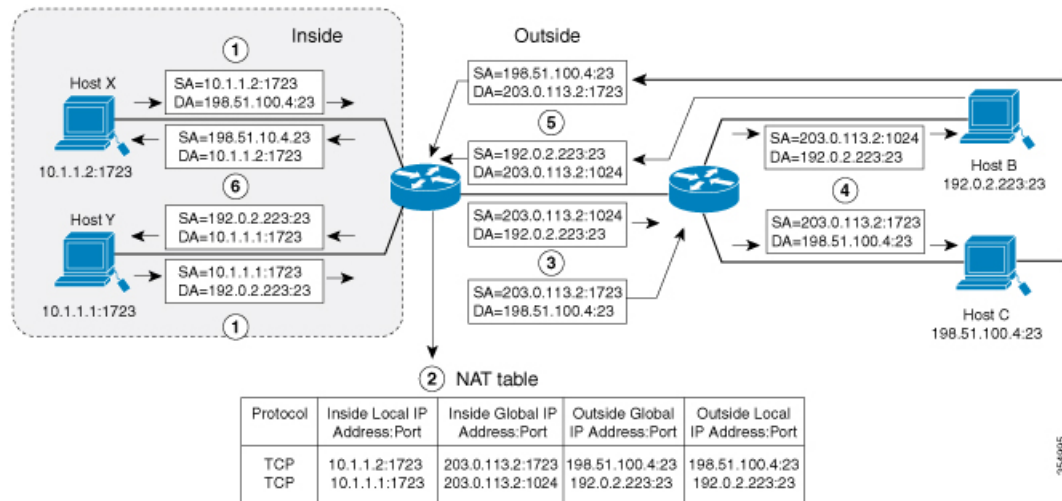 Inside
Outside
1
Host X
SA=10.1.1.2:1723
DA=198.51.100.4:23
SA=198.51.10.4.23
DA=10.1.1.2:1723
10.1.1.2:1723
6
Host Y
SA=192.0.2.223:23
DA=10.1.1.1:1723
SA=10.1.1.1:1723
DA=192.0.2.223:23
10.1.1.1:1723
1
SA=198.51.100.4:23
DA=203.0.113.2:1723
5
SA=192.0.2.223:23
DA=203.0.113.2:1024
SA=203.0.113.2:1024
DA=192.0.2.223:23
3
SA=203.0.113.2:1723
DA=198.51.100.4:23
SA=203.0.113.2:1024
DA=192.0.2.223:23
Host B
192.0.2.223:23
4
SA=203.0.113.2:1723
DA=198.51.100.4:23
Host C
198.51.100.4:23
2 NAT table
Protocol
Inside Local IP
Address:Port
Inside Global IP
Address:Port
Outside Global
IP Address:Port
Outside Local
IP Address:Port
TCP 10.1.1.2:1723 203.0.113.2:1723 198.51.100.4:23 198.51.100.4:23
TCP 10.1.1.1:1723 203.0.113.2:1024 192.0.2.223:23 192.0.2.223:23